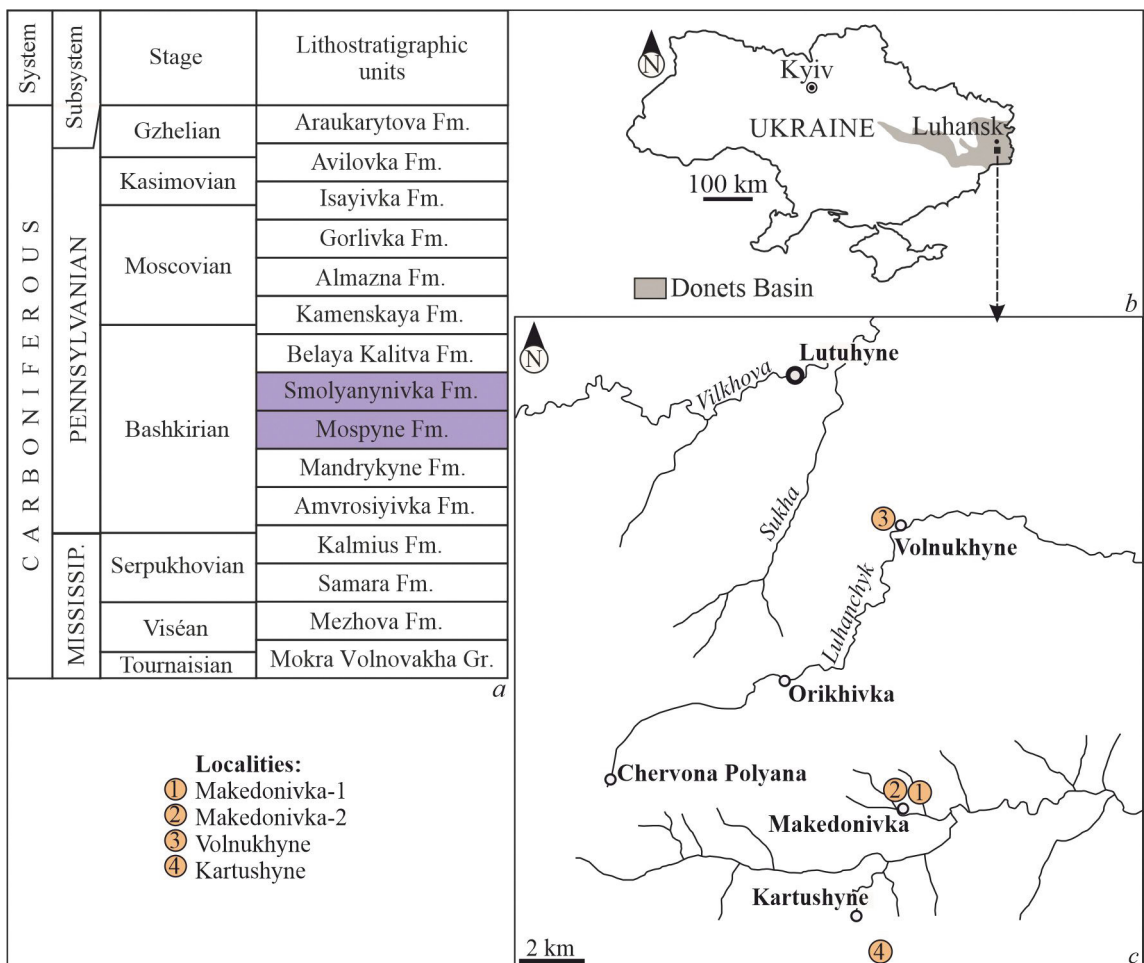 System
Subsystem
Stage
Lithostratigraphic
units
CARBONIFEROUS
PENNSYLVANIAN
MISSISSIP.
Gzhelian
Kasimovian
Moscovian
Bashkirian
Serpukhovian
Viséan
Tournaisian
Araukarytova Fm.
Avilovka Fm.
Isayivka Fm.
Gorlivka Fm.
Almazna Fm.
Kamenskaya Fm.
Belaya Kalitva Fm.
Smolyanynivka Fm.
Mospyne Fm.
Mandrykyne Fm.
Amvrosiyivka Fm.
Kalmius Fm.
Samara Fm.
Mezhova Fm.
Mokra Volnovakha Gr.
a
Localities:
1 Makedonivka-1
2 Makedonivka-2
3 Volnukhyne
4 Kartushyne
N
Kyiv
UKRAINE
Luhansk
100 km
Donets Basin
b
N
Lutuhyne
Vilkhova
Sukha
3
Volnukhyne
Luhanchyk
Orikhivka
Chervona Polyana
2
1
Makedonivka
Kartushyne
4
2 km
c